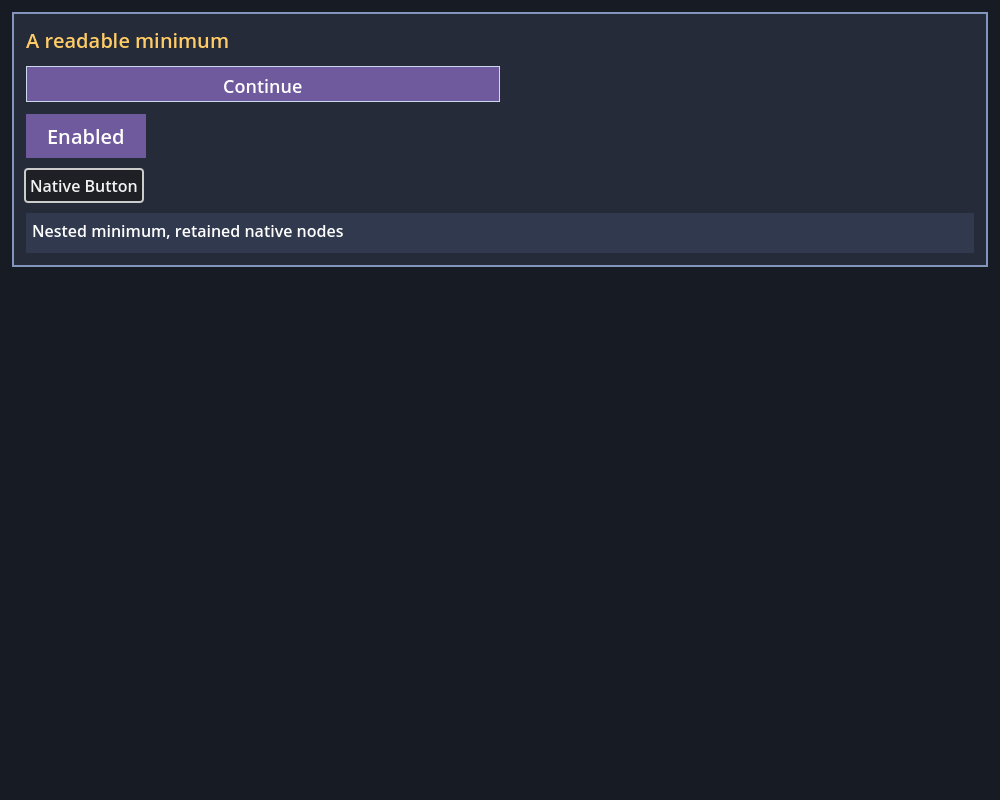 A readable minimum
Continue
Enabled
Native Button
Nested minimum, retained native nodes